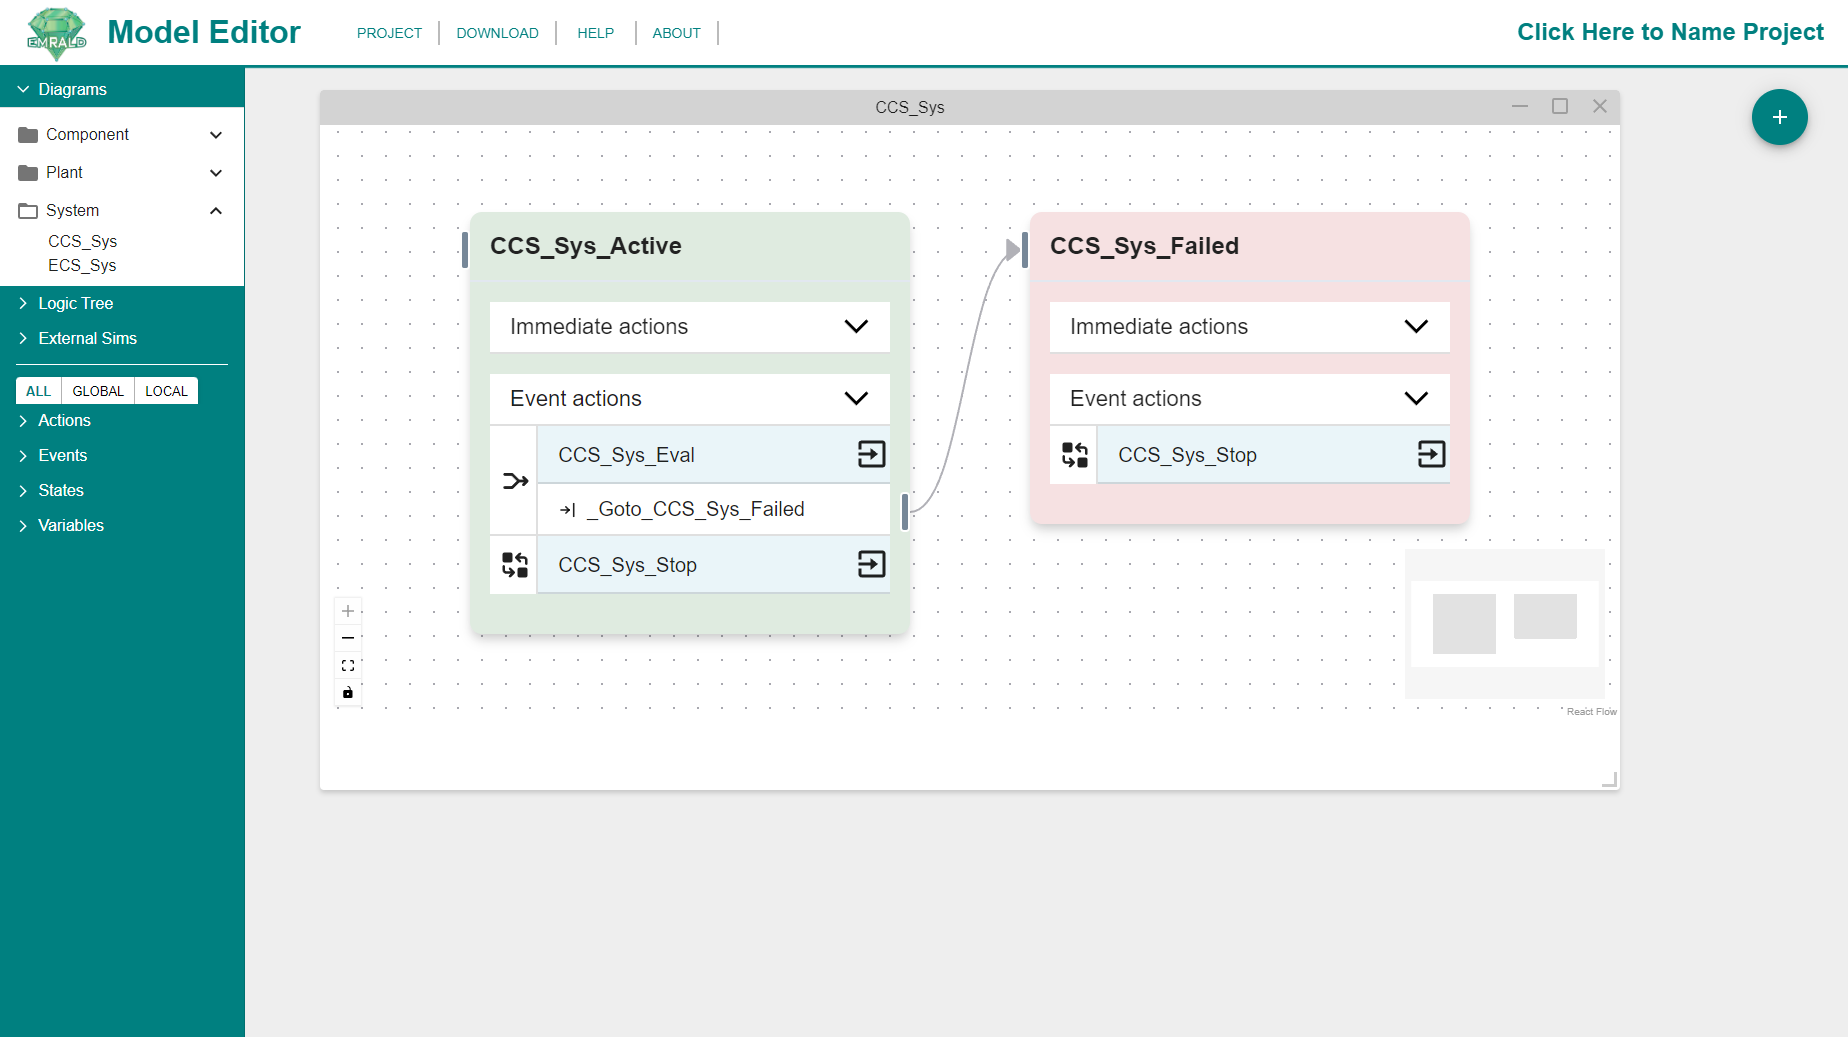 EMRALD
Model Editor
PROJECT
DOWNLOAD
HELP
ABOUT
Click Here to Name Project
Diagrams
Component
Plant
System
CCS_Sys
ECS_Sys
Logic Tree
External Sims
ALL
GLOBAL
LOCAL
Actions
Events
States
Variables
CCS_Sys
CCS_Sys_Active
Immediate actions
Event actions
CCS_Sys_Eval
_Goto_CCS_Sys_Failed
CCS_Sys_Stop
CCS_Sys_Failed
Immediate actions
Event actions
CCS_Sys_Stop
React Flow